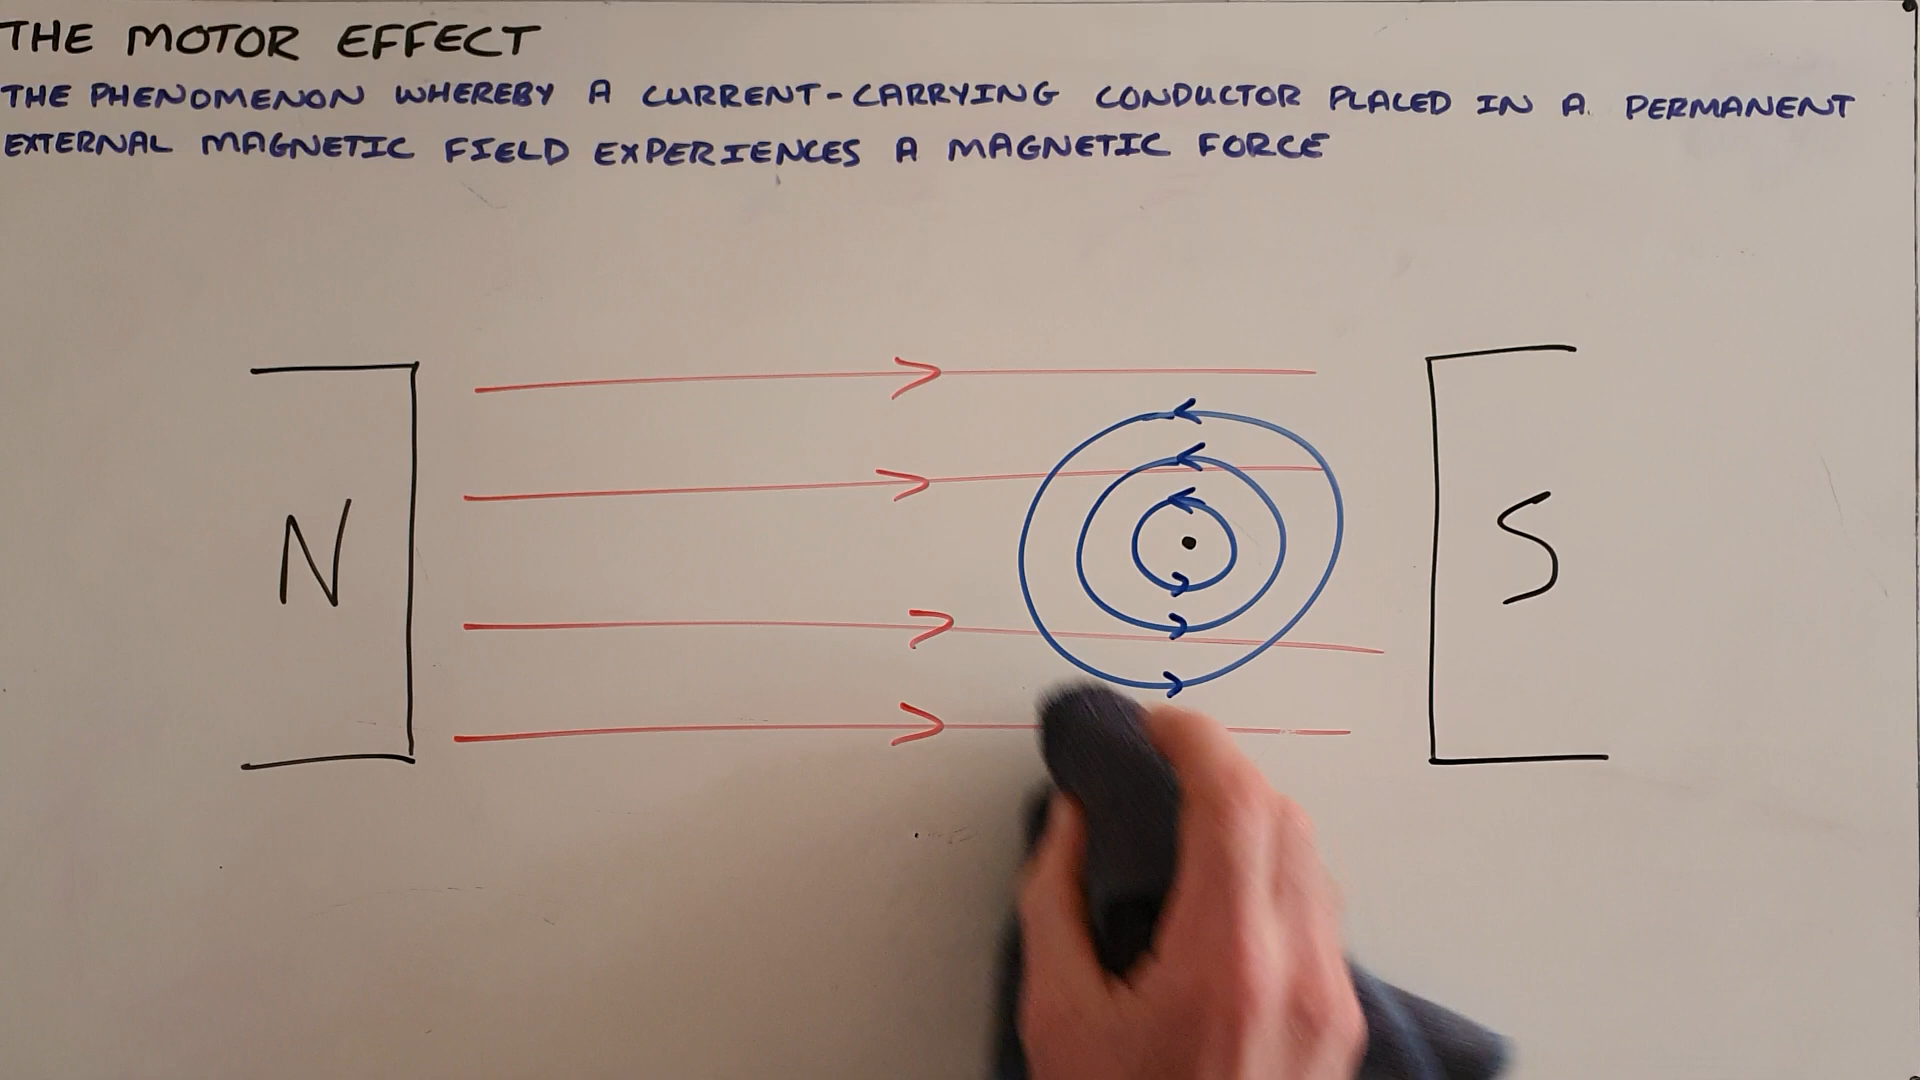 THE MOTOR EFFECT
THE PHENOMENON WHEREBY A CURRENT-CARRYING CONDUCTOR PLACED IN A PERMANENT
EXTERNAL MAGNETIC FIELD EXPERIENCES A MAGNETIC FORCE
N
S